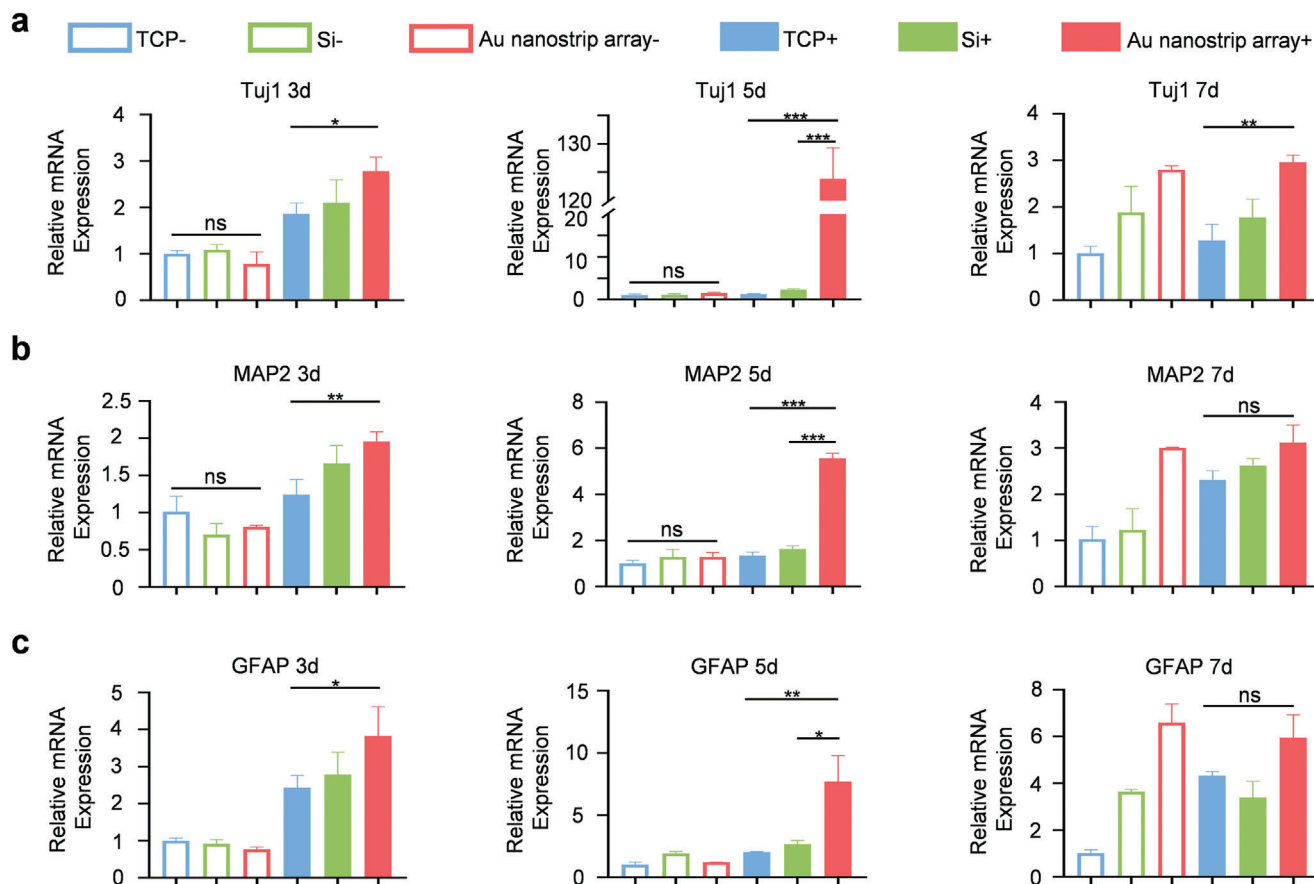 a
TCP- Si- Au nanostrip array- TCP+ Si+ Au nanostrip array+
Tuj1 3d
Relative mRNA
Expression
4
3
2
1
0
ns
*
Tuj1 5d
Relative mRNA
Expression
130
120
20
10
0
ns
***
***
Tuj1 7d
Relative mRNA
Expression
4
3
2
1
0
**
b
MAP2 3d
Relative mRNA
Expression
2.5
2
1.5
1
0.5
0
ns
**
MAP2 5d
Relative mRNA
Expression
8
6
4
2
0
ns
***
***
MAP2 7d
Relative mRNA
Expression
4
3
2
1
0
ns
c
GFAP 3d
Relative mRNA
Expression
5
4
3
2
1
0
*
GFAP 5d
Relative mRNA
Expression
15
10
5
0
**
*
GFAP 7d
Relative mRNA
Expression
8
6
4
2
0
ns